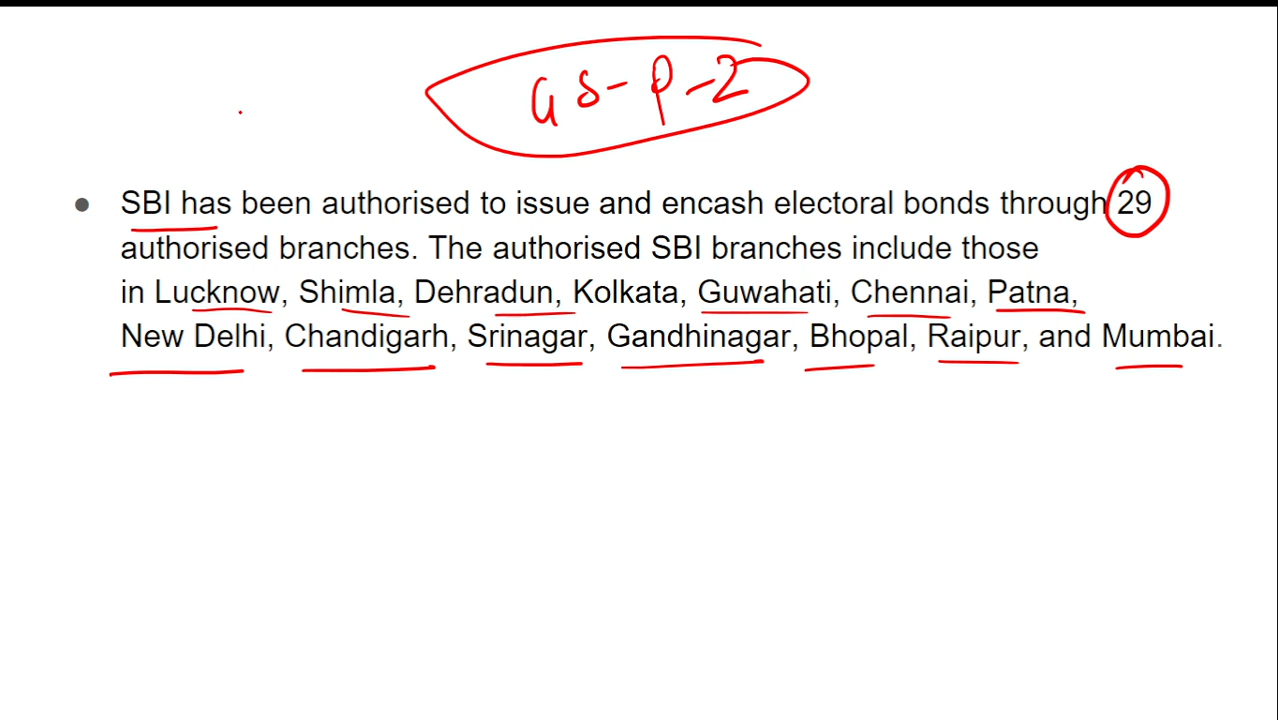 GS-P-2
SBI has been authorised to issue and encash electoral bonds through 29
authorised branches. The authorised SBI branches include those
in Lucknow, Shimla, Dehradun, Kolkata, Guwahati, Chennai, Patna,
New Delhi, Chandigarh, Srinagar, Gandhinagar, Bhopal, Raipur, and Mumbai.